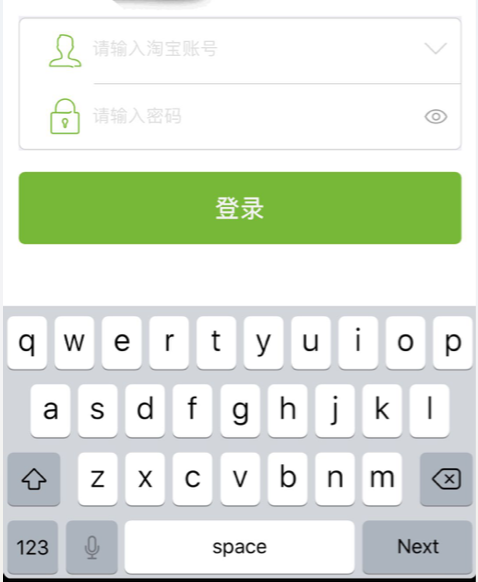 请输入淘宝账号
请输入密码
登录
q w e r t y u i o p
a s d f g h j k l
z x c v b n m
123 space Next